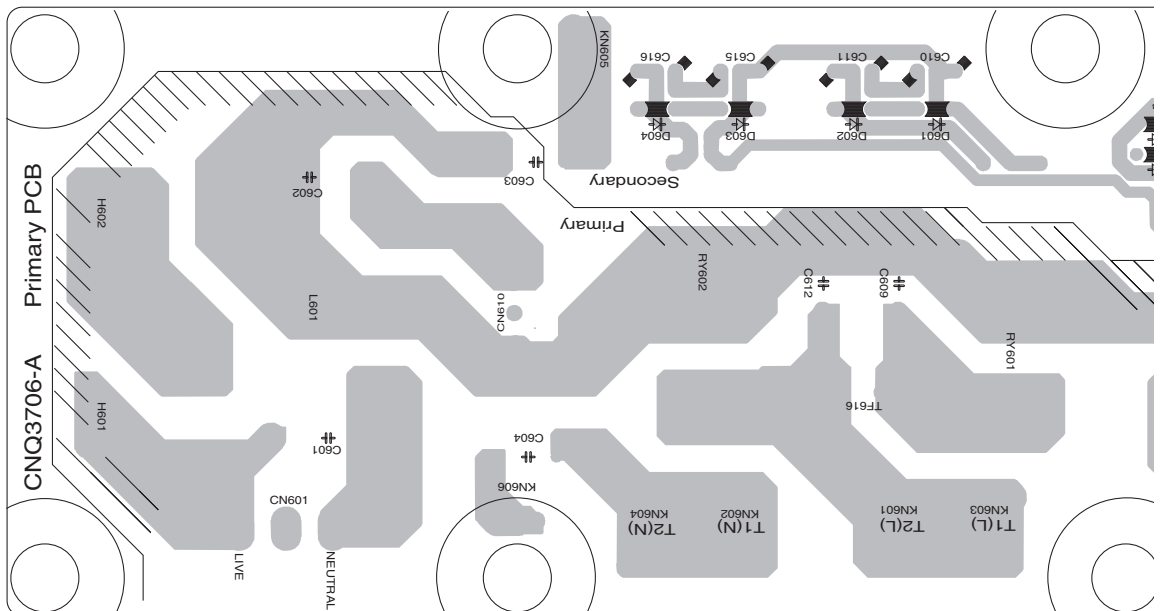 KN605
C616
C615
C611
C610
D604
D603
D602
D601
C603
C602
Secondary
Primary
CNQ3706-A Primary PCB
H602
RY602
L601
CN610
C612
C609
RY601
H601
TF616
C601
C604
KN606
CN601
T2(N)
KN604
T1(N)
KN602
T2(L)
KN601
T1(L)
KN603
LIVE
NEUTRAL